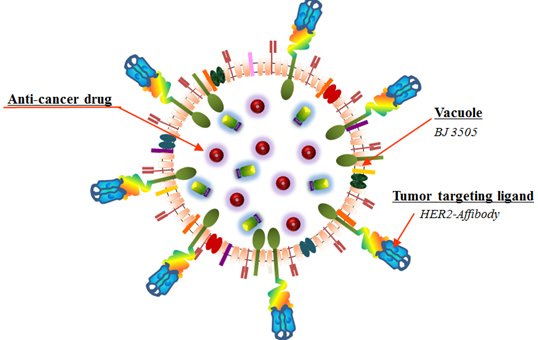 Anti-cancer drug
Vacuole
BJ 3505
Tumor targeting ligand
HER2-Affibody